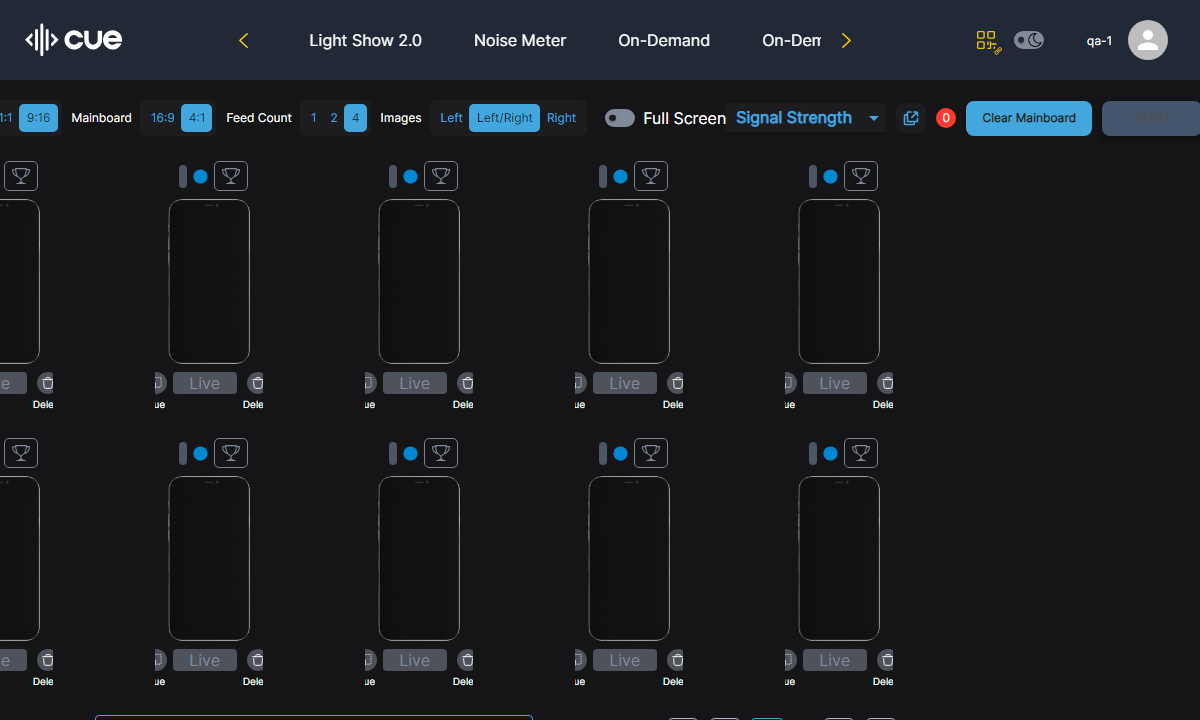 cue
Light Show 2.0
Noise Meter
On-Demand
On-Dem
qa-1
1:1 9:16 Mainboard 16:9 4:1 Feed Count 1 2 4 Images Left Left/Right Right Full Screen Signal Strength 0 Clear Mainboard
e Live Live Live Live
Dele ue Dele ue Dele ue Dele ue Dele
e Live Live Live Live
Dele ue Dele ue Dele ue Dele ue Dele